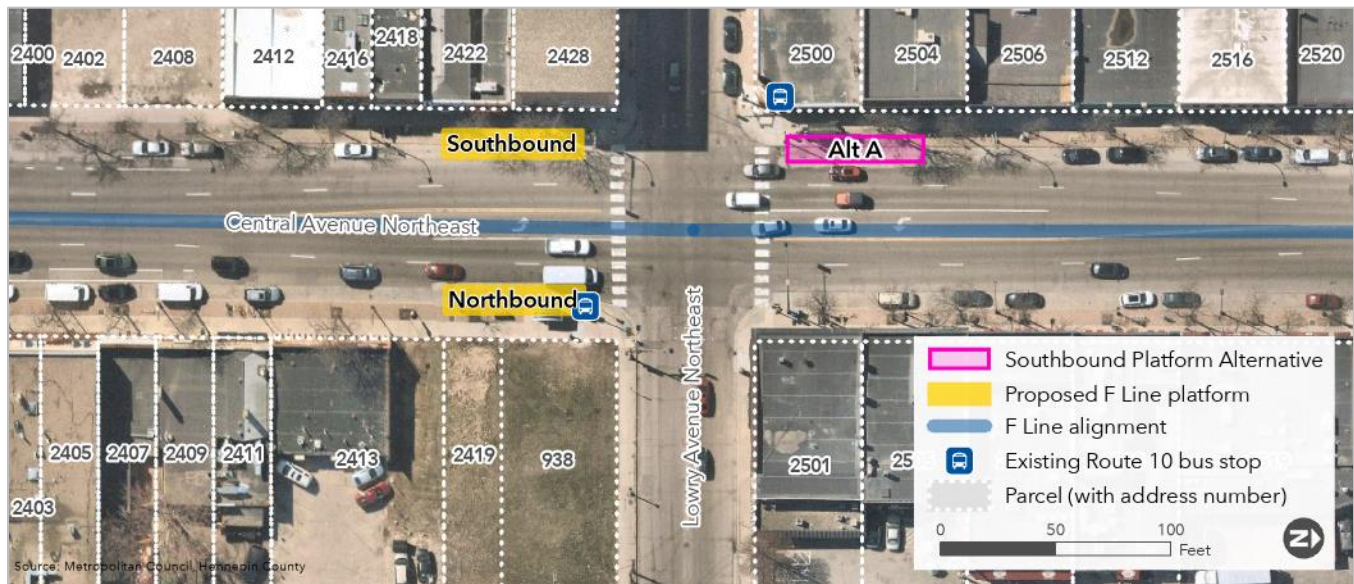 2400
2402
2408
2412
2416
2418
2422
2428
2500
2504
2506
2512
2516
2520
Southbound
Alt A
Central Avenue Northeast
Northbound
Lowry Avenue Northeast
2403
2405
2407
2409
2411
2413
2419
938
2501
Southbound Platform Alternative
Proposed F Line platform
F Line alignment
Existing Route 10 bus stop
Parcel (with address number)
0 50 100
Feet
N
Source: Metropolitan Council, Hennepin County